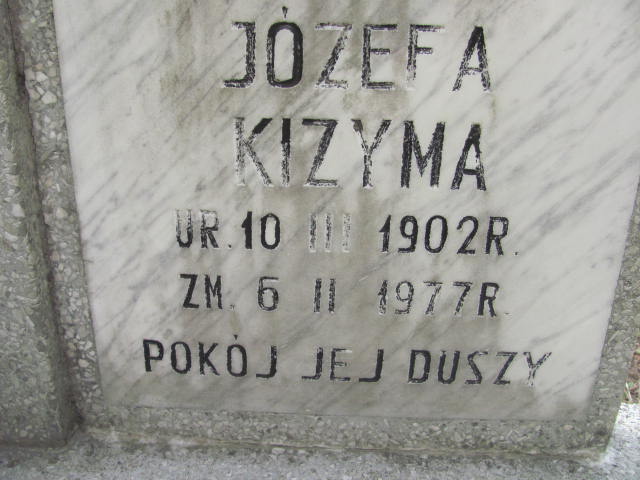 JÓZEFA
KIZYMA
UR. 10 III 1902R.
ZM. 6 II 1977R.
POKÓJ JEJ DUSZY